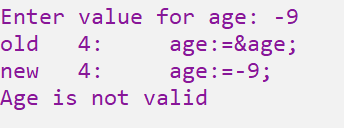 Enter value for age: -9
old   4:     age:=&age;
new   4:     age:=-9;
Age is not valid